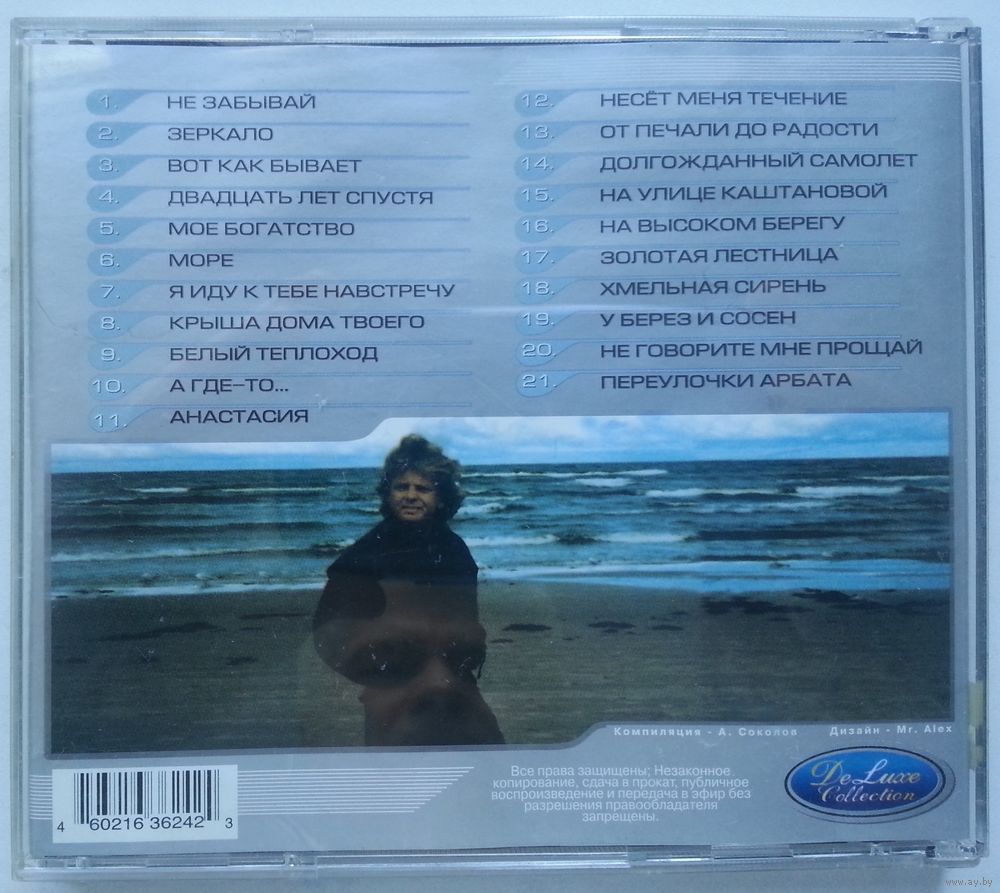 1. НЕ ЗАБЫВАЙ
2. ЗЕРКАЛО
3. ВОТ КАК БЫВАЕТ
4. ДВАДЦАТЬ ЛЕТ СПУСТЯ
5. МОЕ БОГАТСТВО
6. МОРЕ
7. Я ИДУ К ТЕБЕ НАВСТРЕЧУ
8. КРЫША ДОМА ТВОЕГО
9. БЕЛЫЙ ТЕПЛОХОД
10. А ГДЕ-ТО...
11. АНАСТАСИЯ
12. НЕСЁТ МЕНЯ ТЕЧЕНИЕ
13. ОТ ПЕЧАЛИ ДО РАДОСТИ
14. ДОЛГОЖДАННЫЙ САМОЛЕТ
15. НА УЛИЦЕ КАШТАНОВОЙ
16. НА ВЫСОКОМ БЕРЕГУ
17. ЗОЛОТАЯ ЛЕСТНИЦА
18. ХМЕЛЬНАЯ СИРЕНЬ
19. У БЕРЕЗ И СОСЕН
20. НЕ ГОВОРИТЕ МНЕ ПРОЩАЙ
21. ПЕРЕУЛОЧКИ АРБАТА
Компиляция - А. Соколов Дизайн - Mr. Alex
4 60216 36242 3
Все права защищены; Незаконное
копирование, сдача в прокат, публичное
воспроизведение и передача в эфир без
разрешения правообладателя
запрещены.
De Luxe
Collection
www.ay.by